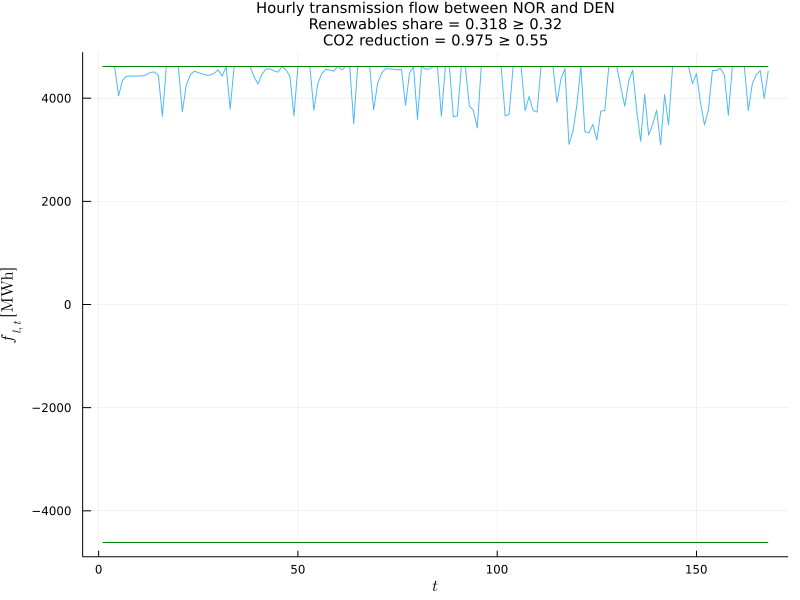 Hourly transmission flow between NOR and DEN
Renewables share = 0.318 ≥ 0.32
CO2 reduction = 0.975 ≥ 0.55
4000
2000
0
−2000
−4000
f_{l,t} [MWh]
0
50
100
150
t